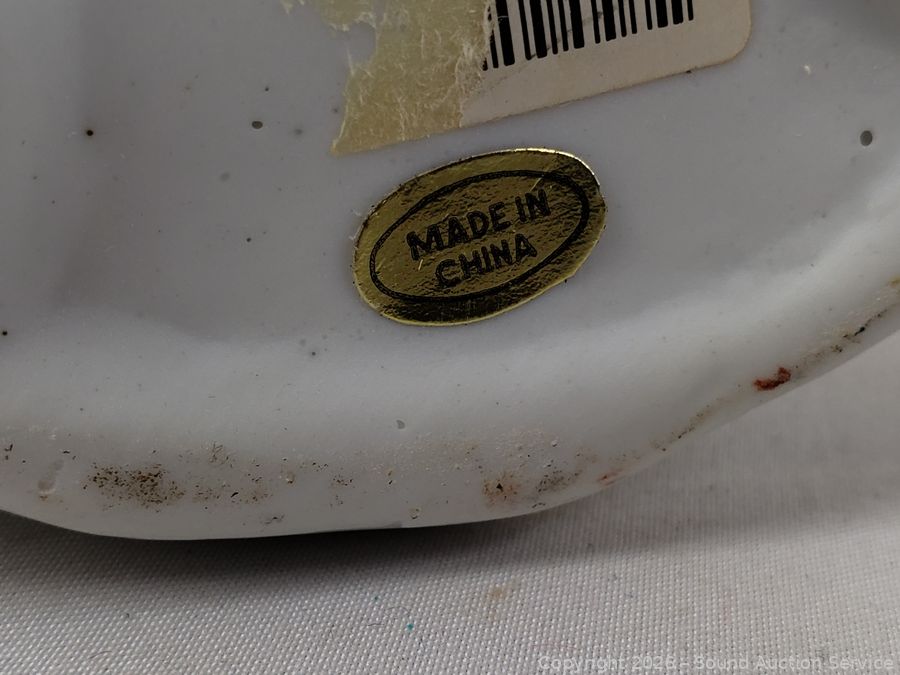 MADE IN
CHINA
Copyright 2026 - Sound Auction Service